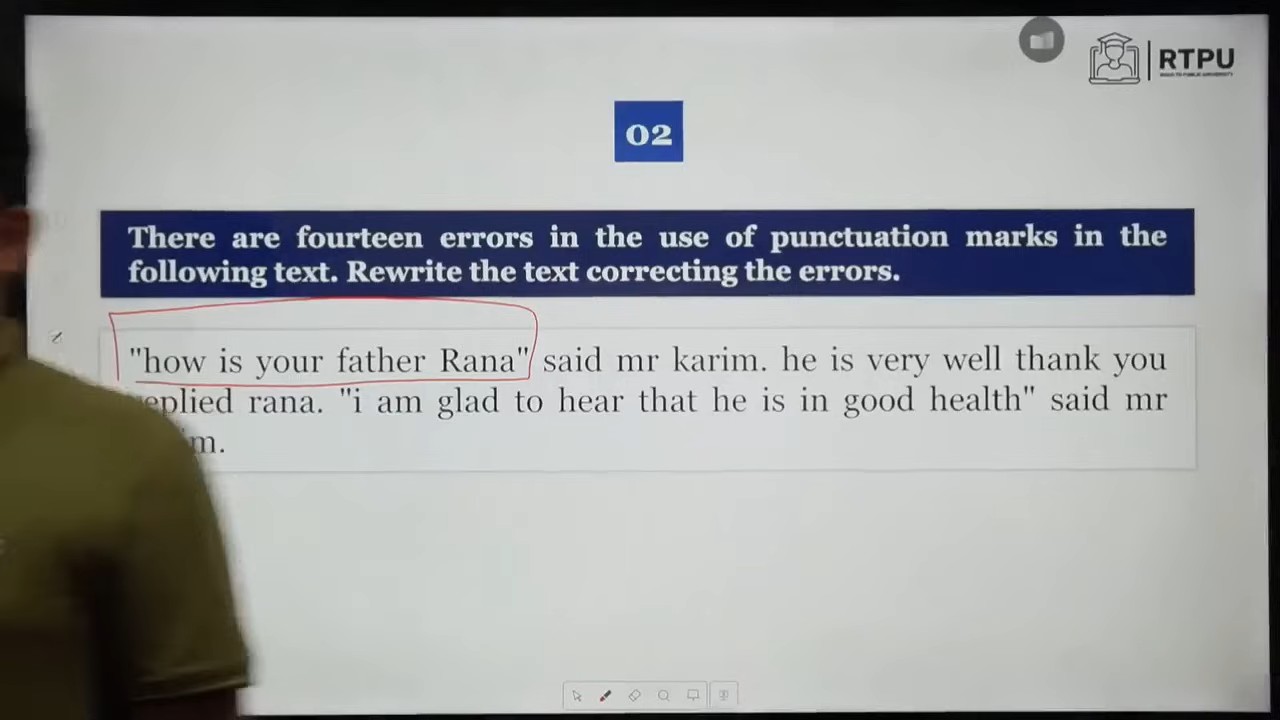 RTPU
02
There are fourteen errors in the use of punctuation marks in the
following text. Rewrite the text correcting the errors.
"how is your father Rana" said mr karim. he is very well thank you
replied rana. "i am glad to hear that he is in good health" said mr